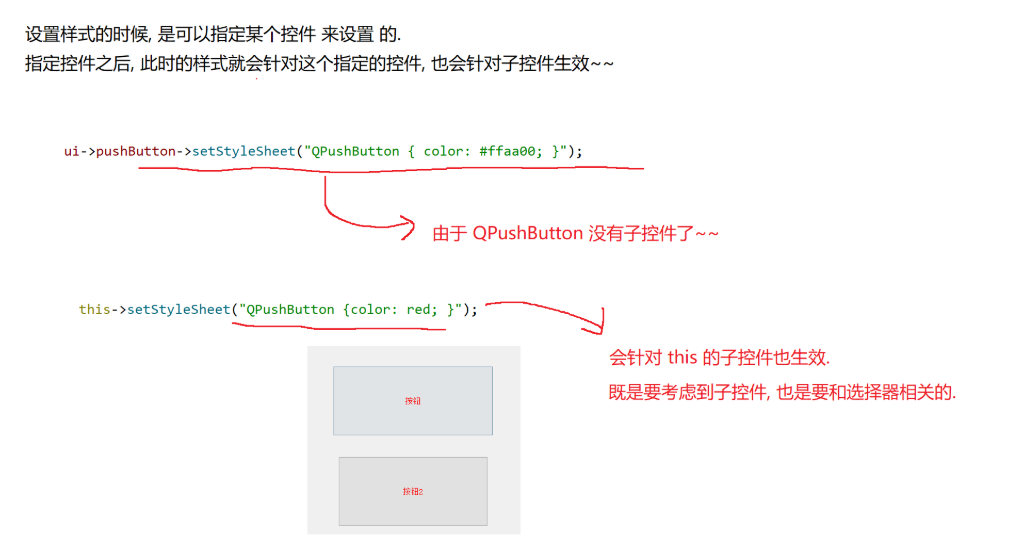 设置样式的时候, 是可以指定某个控件 来设置 的.
指定控件之后, 此时的样式就会针对这个指定的控件, 也会针对子控件生效~~
ui->pushButton->setStyleSheet("QPushButton { color: #ffaa00; }");
由于 QPushButton 没有子控件了~~
this->setStyleSheet("QPushButton {color: red; }");
会针对 this 的子控件也生效.
既是要考虑到子控件, 也是要和选择器相关的.
按钮
按钮2